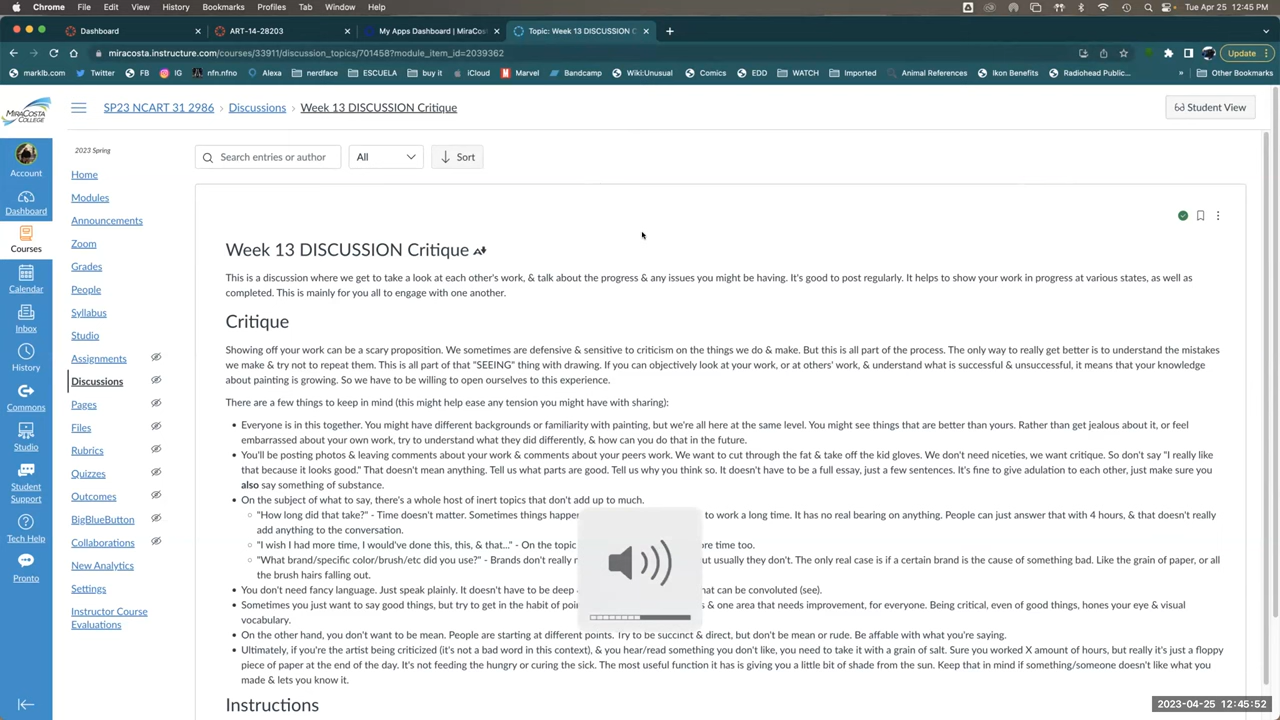 Chrome File Edit View History Bookmarks Profiles Tab Window Help Tue Apr 25 12:45 PM
Dashboard ART-14-28203 My Apps Dashboard | MiraCos Topic: Week 13 DISCUSSION C
miracosta.instructure.com/courses/33911/discussion_topics/701458?module_item_id=2039362 Update
marklb.com Twitter FB IG nfn.nfno Alexa ESCUELA buy it iCloud Marvel Bandcamp Wiki:Unusual Comics EDD WATCH Imported Animal References Ikon Benefits Radiohead Public... » Other Bookmarks
nerdface
MIRACOSTA COLLEGE
SP23 NCART 31 2986 › Discussions › Week 13 DISCUSSION Critique Student View
Account
Dashboard
Courses
Calendar
Inbox
History
Commons
Studio
Student Support
Tech Help
Pronto
2023 Spring
Home
Modules
Announcements
Zoom
Grades
People
Syllabus
Studio
Assignments
Discussions
Pages
Files
Rubrics
Quizzes
Outcomes
BigBlueButton
Collaborations
New Analytics
Settings
Instructor Course
Evaluations
Search entries or author All Sort
Week 13 DISCUSSION Critique
This is a discussion where we get to take a look at each other's work, & talk about the progress & any issues you might be having. It's good to post regularly. It helps to show your work in progress at various states, as well as
completed. This is mainly for you all to engage with one another.
Critique
Showing off your work can be a scary proposition. We sometimes are defensive & sensitive to criticism on the things we do & make. But this is all part of the process. The only way to really get better is to understand the mistakes
we make & try not to repeat them. This is all part of that "SEEING" thing with drawing. If you can objectively look at your work, or at others' work, & understand what is successful & unsuccessful, it means that your knowledge
about painting is growing. So we have to be willing to open ourselves to this experience.
There are a few things to keep in mind (this might help ease any tension you might have with sharing):
• Everyone is in this together. You might have different backgrounds or familiarity with painting, but we're all here at the same level. You might see things that are better than yours. Rather than get jealous about it, or feel
embarrassed about your own work, try to understand what they did differently, & how can you do that in the future.
• You'll be posting photos & leaving comments about your work & comments about your peers work. We want to cut through the fat & take off the kid gloves. We don't need niceties, we want critique. So don't say "I really like
that because it looks good." That doesn't mean anything. Tell us what parts are good. Tell us why you think so. It doesn't have to be a full essay, just a few sentences. It's fine to give adulation to each other, just make sure you
also say something of substance.
• On the subject of what to say, there's a whole host of inert topics that don't add up to much.
◦ "How long did that take?" - Time doesn't matter. Sometimes things happen to work a long time. It has no real bearing on anything. People can just answer that with 4 hours, & that doesn't really
add anything to the conversation.
◦ "I wish I had more time, I would've done this, this, & that..." - On the topic re time too.
◦ "What brand/specific color/brush/etc did you use?" - Brands don't really but usually they don't. The only real case is if a certain brand is the cause of something bad. Like the grain of paper, or all
the brush hairs falling out.
• You don't need fancy language. Just speak plainly. It doesn't have to be deep that can be convoluted (see).
• Sometimes you just want to say good things, but try to get in the habit of & one area that needs improvement, for everyone. Being critical, even of good things, hones your eye & visual
vocabulary.
• On the other hand, you don't want to be mean. People are starting at different points. Try to be succinct & direct, but don't be mean or rude. Be affable with what you're saying.
• Ultimately, if you're the artist being criticized (it's not a bad word in this context), & you hear/read something you don't like, you need to take it with a grain of salt. Sure you worked X amount of hours, but really it's just a floppy
piece of paper at the end of the day. It's not feeding the hungry or curing the sick. The most useful function it has is giving you a little bit of shade from the sun. Keep that in mind if something/someone doesn't like what you
made & lets you know it.
Instructions
2023-04-25 12:45:52